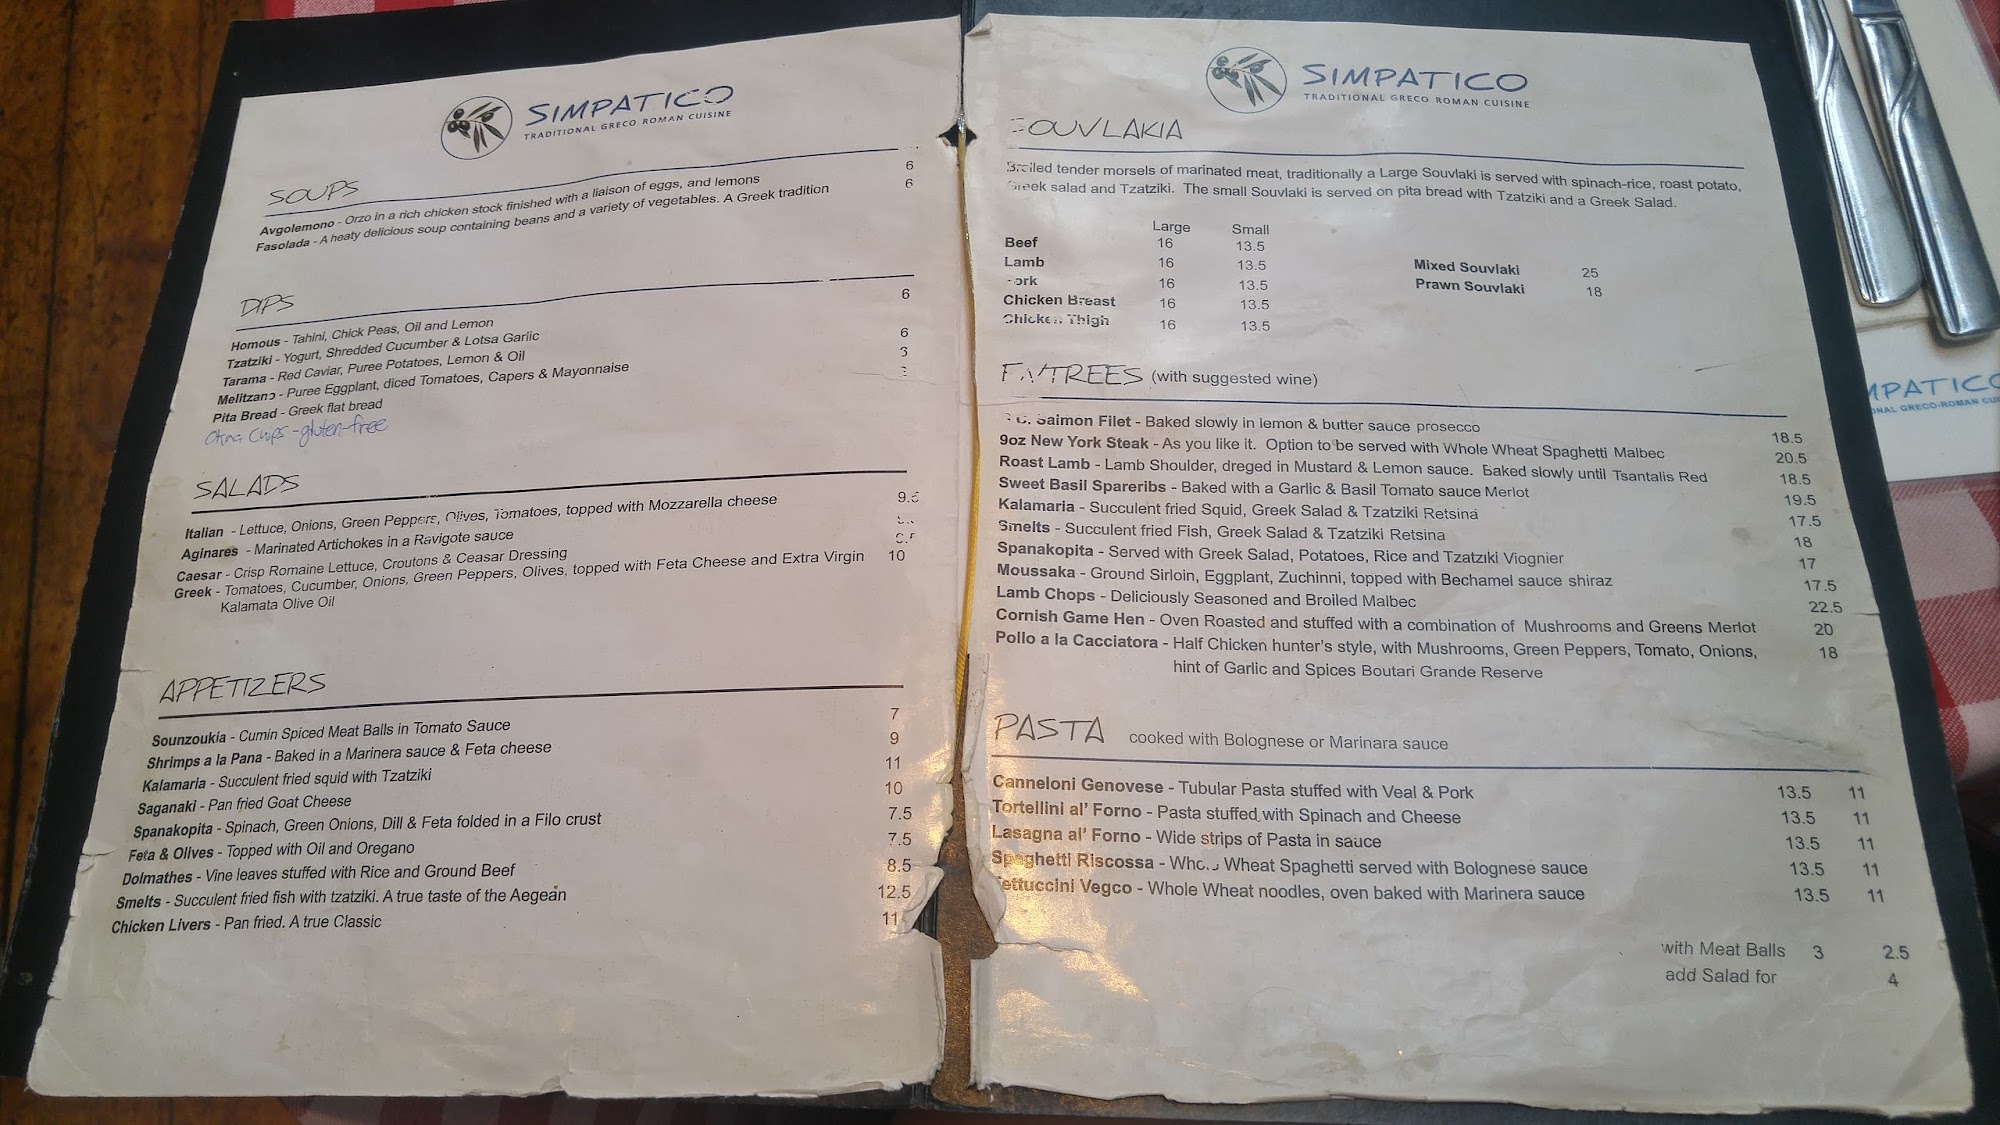 SIMPATICO
TRADITIONAL GRECO ROMAN CUISINE
SOUPS
Avgolemono - Orzo in a rich chicken stock finished with a liaison of eggs, and lemons 6
Fasolada - A heaty delicious soup containing beans and a variety of vegetables. A Greek tradition 6
DIPS
Homous - Tahini, Chick Peas, Oil and Lemon 6
Tzatziki - Yogurt, Shredded Cucumber & Lotsa Garlic
Tarama - Red Caviar, Puree Potatoes, Lemon & Oil 6
Melitzano - Puree Eggplant, diced Tomatoes, Capers & Mayonnaise
Pita Bread - Greek flat bread
gluten-free
SALADS
Italian - Lettuce, Onions, Green Peppers, Olives, Tomatoes, topped with Mozzarella cheese 9.5
Aginares - Marinated Artichokes in a Ravigote sauce
Caesar - Crisp Romaine Lettuce, Croutons & Ceasar Dressing
Greek - Tomatoes, Cucumber, Onions, Green Peppers, Olives, topped with Feta Cheese and Extra Virgin 10
Kalamata Olive Oil
APPETIZERS
Sounzoukia - Cumin Spiced Meat Balls in Tomato Sauce 7
Shrimps a la Pana - Baked in a Marinera sauce & Feta cheese 9
Kalamaria - Succulent fried squid with Tzatziki 11
Saganaki - Pan fried Goat Cheese 10
Spanakopita - Spinach, Green Onions, Dill & Feta folded in a Filo crust 7.5
Feta & Olives - Topped with Oil and Oregano 7.5
Dolmathes - Vine leaves stuffed with Rice and Ground Beef 8.5
Smelts - Succulent fried fish with tzatziki. A true taste of the Aegean 12.5
Chicken Livers - Pan fried. A true Classic 11
SIMPATICO
TRADITIONAL GRECO ROMAN CUISINE
SOUVLAKIA
Broiled tender morsels of marinated meat, traditionally a Large Souvlaki is served with spinach-rice, roast potato,
Greek salad and Tzatziki. The small Souvlaki is served on pita bread with Tzatziki and a Greek Salad.
Large Small
Beef 16 13.5
Lamb 16 13.5
Pork 16 13.5
Chicken Breast 16 13.5
Chicken Thigh 16 13.5
Mixed Souvlaki 25
Prawn Souvlaki 18
ENTREES (with suggested wine)
Salmon Filet - Baked slowly in lemon & butter sauce prosecco 18.5
9oz New York Steak - As you like it. Option to be served with Whole Wheat Spaghetti Malbec 20.5
Roast Lamb - Lamb Shoulder, dreged in Mustard & Lemon sauce. Baked slowly until Tsantalis Red 18.5
Sweet Basil Spareribs - Baked with a Garlic & Basil Tomato sauce Merlot 19.5
Kalamaria - Succulent fried Squid, Greek Salad & Tzatziki Retsina 17.5
Smelts - Succulent fried Fish, Greek Salad & Tzatziki Retsina 18
Spanakopita - Served with Greek Salad, Potatoes, Rice and Tzatziki Viognier 17
Moussaka - Ground Sirloin, Eggplant, Zuchinni, topped with Bechamel sauce shiraz 17.5
Lamb Chops - Deliciously Seasoned and Broiled Malbec 22.5
Cornish Game Hen - Oven Roasted and stuffed with a combination of Mushrooms and Greens Merlot 20
Pollo a la Cacciatora - Half Chicken hunter's style, with Mushrooms, Green Peppers, Tomato, Onions, 18
hint of Garlic and Spices Boutari Grande Reserve
PASTA cooked with Bolognese or Marinara sauce
Canneloni Genovese - Tubular Pasta stuffed with Veal & Pork 13.5 11
Tortellini al' Forno - Pasta stuffed with Spinach and Cheese 13.5 11
Lasagna al' Forno - Wide strips of Pasta in sauce 13.5 11
Spaghetti Riscossa - Whole Wheat Spaghetti served with Bolognese sauce 13.5 11
Fettuccini Vegco - Whole Wheat noodles, oven baked with Marinera sauce 13.5 11
with Meat Balls 3 2.5
add Salad for 4